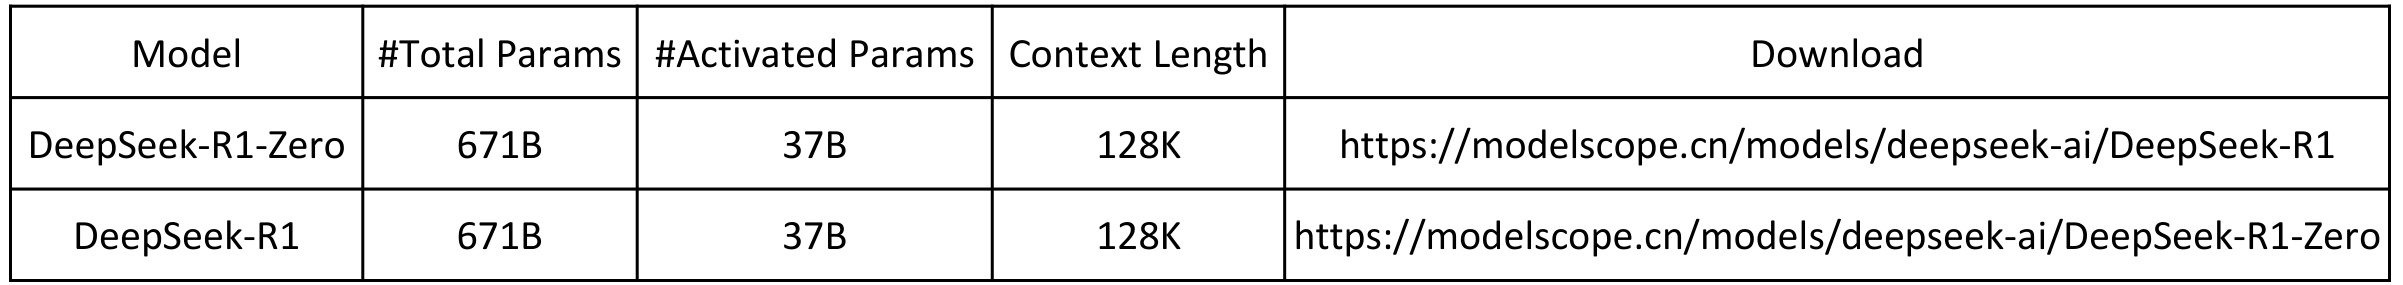 Model #Total Params #Activated Params Context Length Download
DeepSeek-R1-Zero 671B 37B 128K https://modelscope.cn/models/deepseek-ai/DeepSeek-R1
DeepSeek-R1 671B 37B 128K https://modelscope.cn/models/deepseek-ai/DeepSeek-R1-Zero